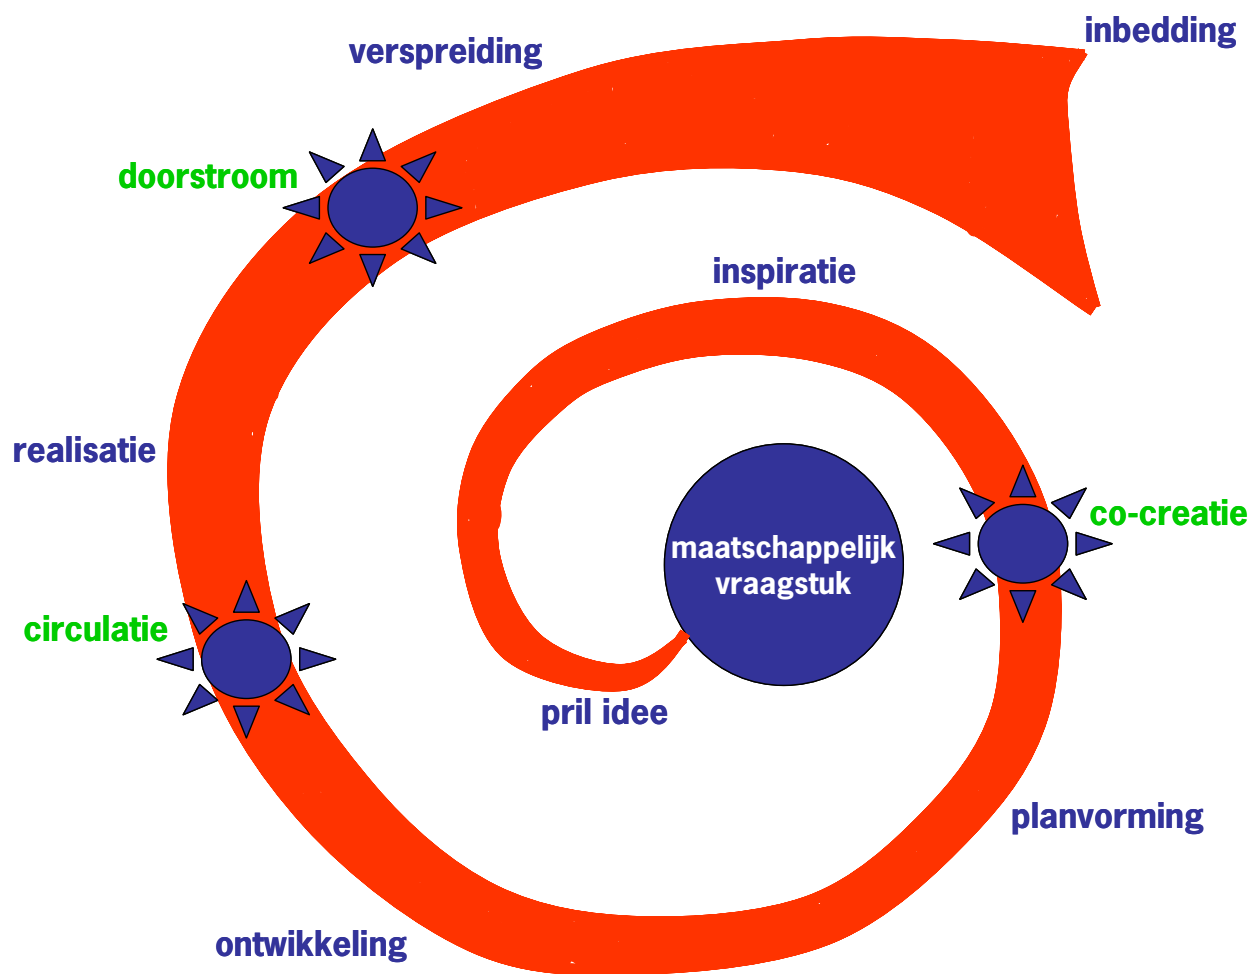 inbedding
verspreiding
doorstroom
inspiratie
realisatie
co-creatie
maatschappelijk
vraagstuk
circulatie
pril idee
planvorming
ontwikkeling